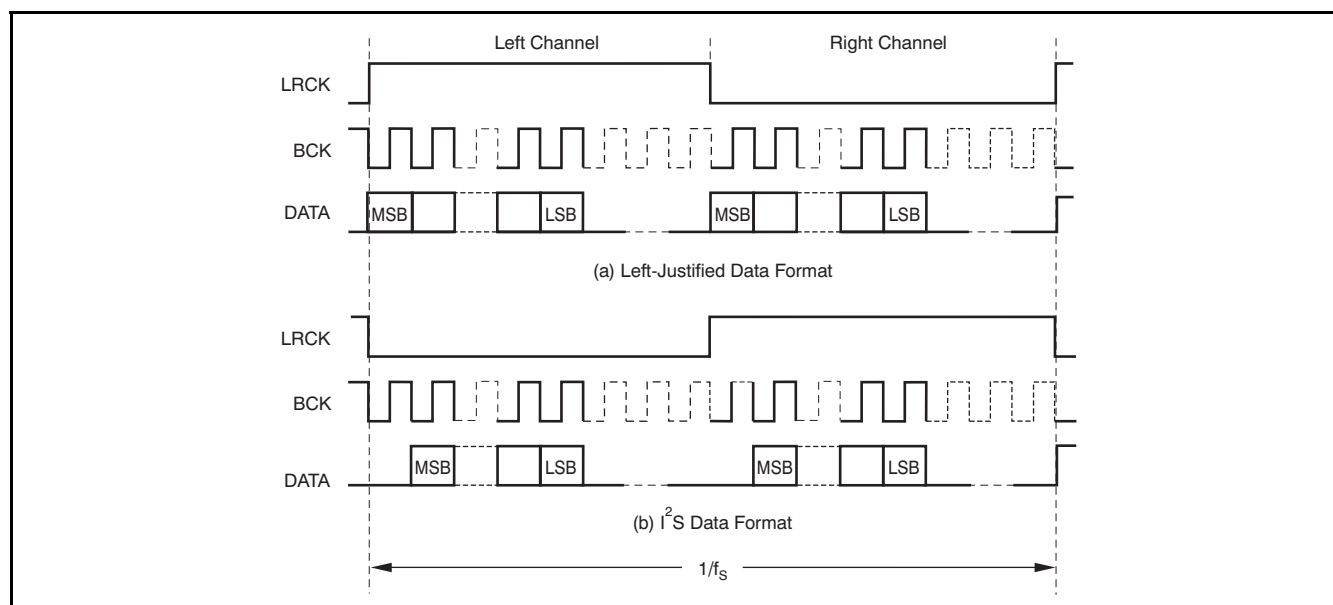 Left Channel Right Channel
LRCK
BCK
DATA MSB LSB MSB LSB
(a) Left-Justified Data Format
LRCK
BCK
DATA MSB LSB MSB LSB
(b) I²S Data Format
1/fS